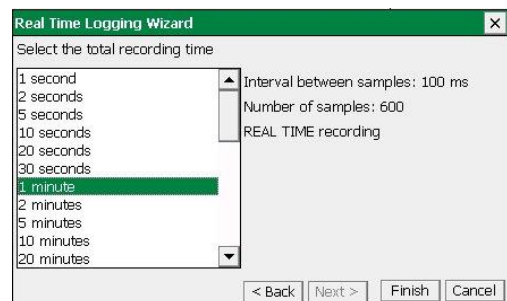 Real Time Logging Wizard
Select the total recording time
1 second
2 seconds
5 seconds
10 seconds
20 seconds
30 seconds
1 minute
2 minutes
5 minutes
10 minutes
20 minutes
Interval between samples: 100 ms
Number of samples: 600
REAL TIME recording
< Back Next > Finish Cancel